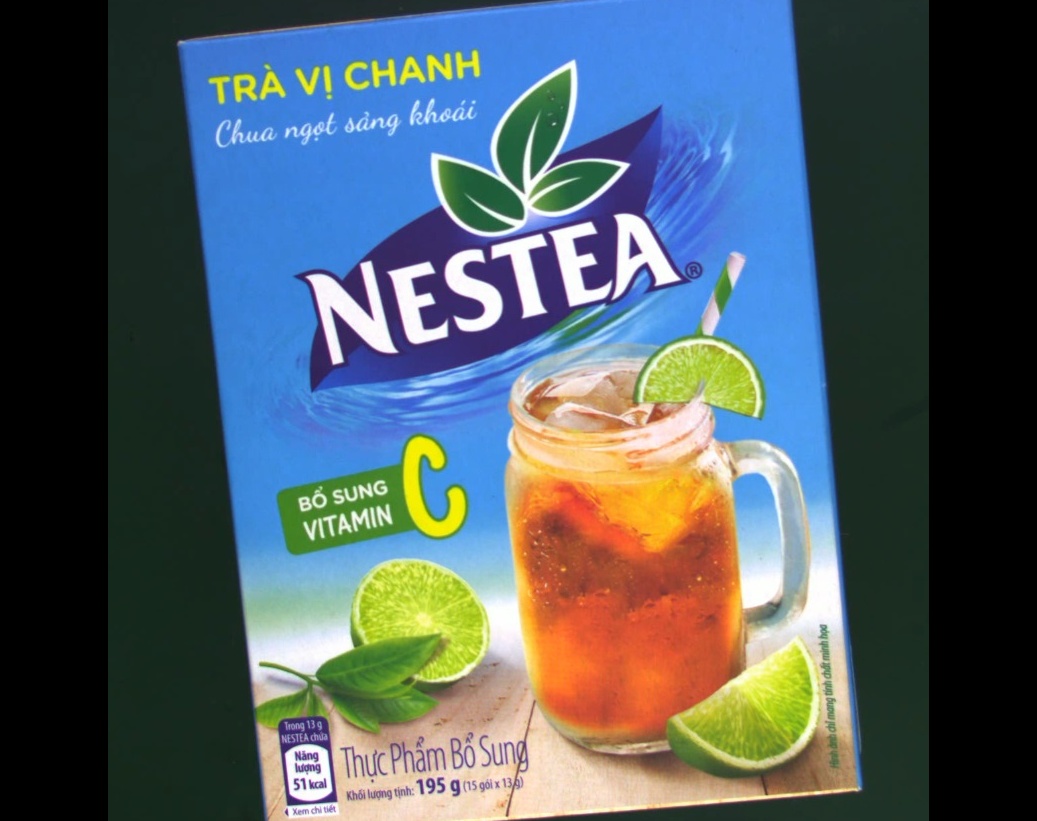 TRÀ VỊ CHANH
Chua ngọt sảng khoái
NESTEA®
BỔ SUNG
VITAMIN C
Trong 13 g
NESTEA chứa
Năng
lượng
51 kcal
Xem chi tiết
Thực Phẩm Bổ Sung
Khối lượng tịnh: 195 g (15 gói x 13 g)
Hình ảnh chỉ mang tính chất minh họa